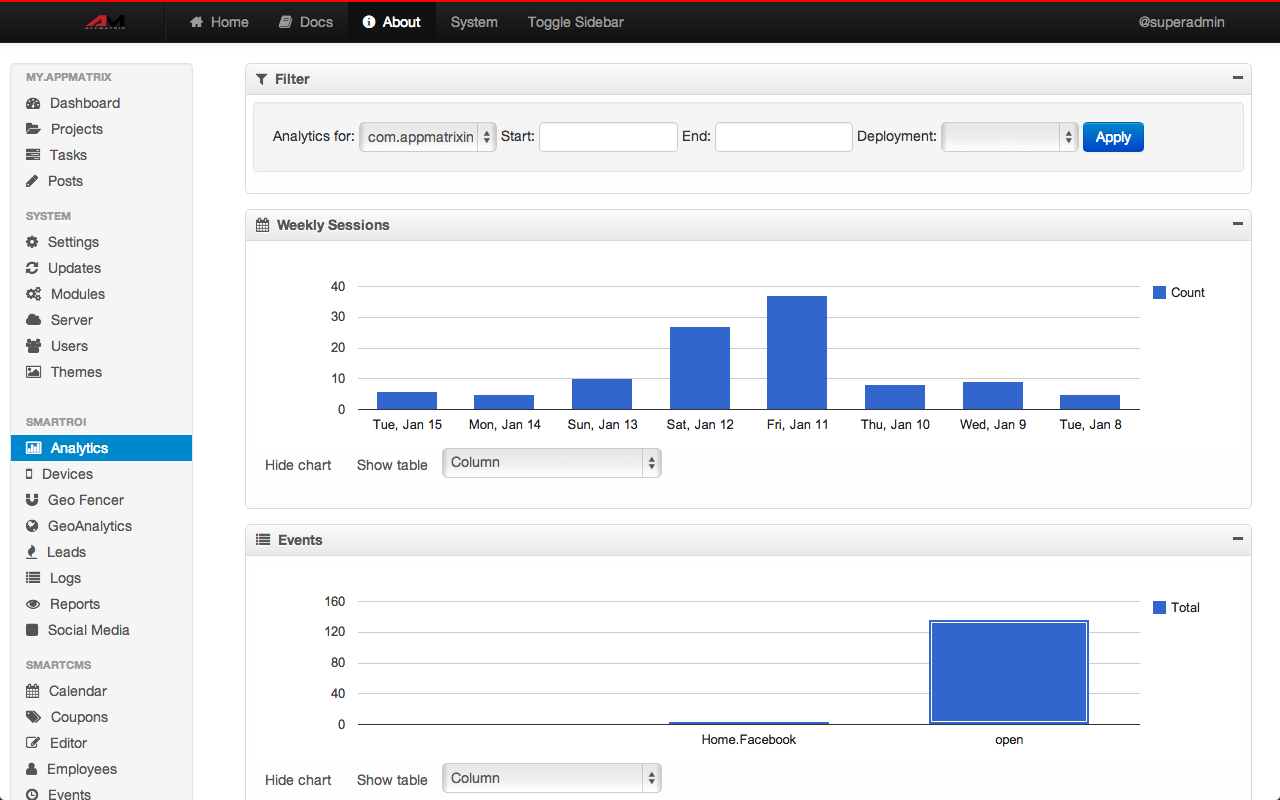 AM
APPMATRIX
Home Docs About System Toggle Sidebar @superadmin
MY.APPMATRIX
Dashboard
Projects
Tasks
Posts
SYSTEM
Settings
Updates
Modules
Server
Users
Themes
SMARTROI
Analytics
Devices
Geo Fencer
GeoAnalytics
Leads
Logs
Reports
Social Media
SMARTCMS
Calendar
Coupons
Editor
Employees
Events
Filter
Analytics for: com.appmatrixin Start: End: Deployment: Apply
Weekly Sessions
40
30
20
10
0
Tue, Jan 15 Mon, Jan 14 Sun, Jan 13 Sat, Jan 12 Fri, Jan 11 Thu, Jan 10 Wed, Jan 9 Tue, Jan 8
Count
Hide chart Show table Column
Events
160
120
80
40
0
Home.Facebook open
Total
Hide chart Show table Column